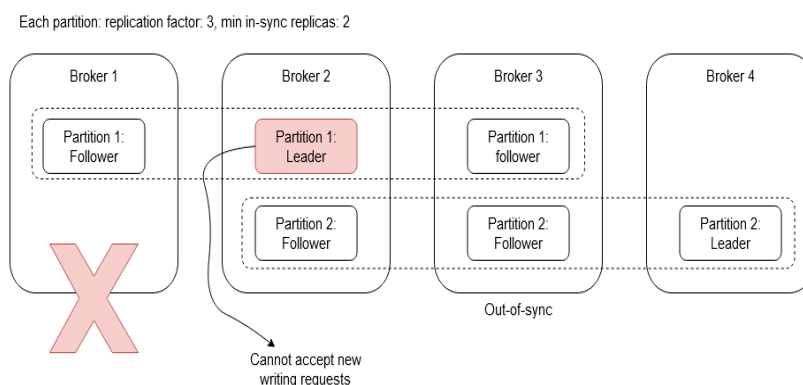 Each partition: replication factor: 3, min in-sync replicas: 2
Broker 1
Broker 2
Broker 3
Broker 4
Partition 1:
Follower
Partition 1:
Leader
Partition 1:
follower
Partition 2:
Follower
Partition 2:
Follower
Partition 2:
Leader
Out-of-sync
Cannot accept new
writing requests